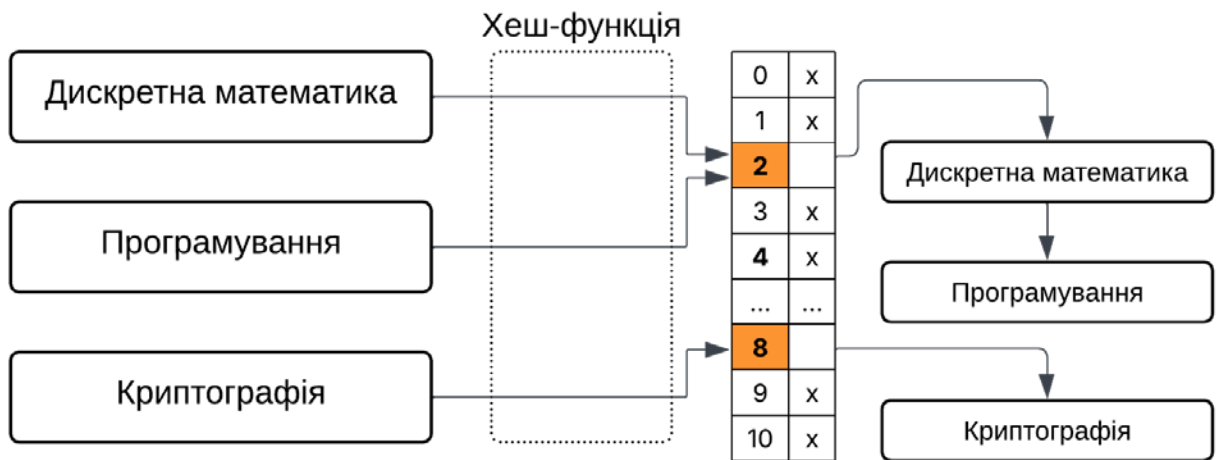 Хеш-функція
Дискретна математика
Програмування
Криптографія
0 x
1 x
2
3 x
4 x
... ...
8
9 x
10 x
Дискретна математика
Програмування
Криптографія